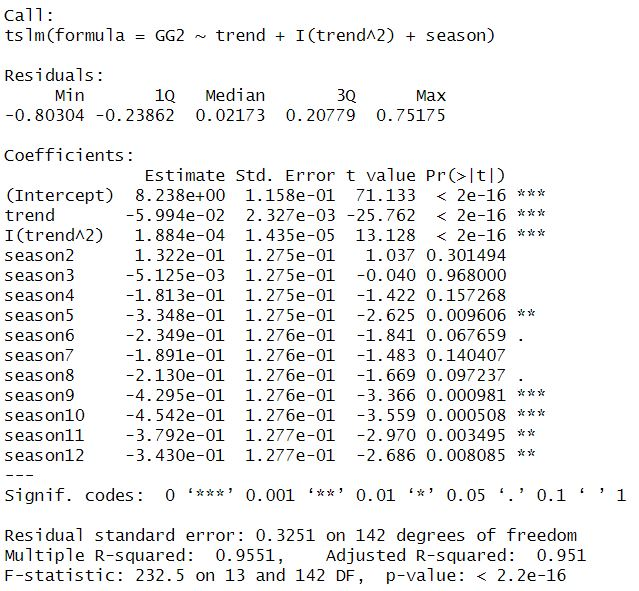 Call:
tslm(formula = GG2 ~ trend + I(trend^2) + season)

Residuals:
     Min       1Q   Median       3Q      Max
-0.80304 -0.23862  0.02173  0.20779  0.75175

Coefficients:
              Estimate Std. Error t value Pr(>|t|)
(Intercept)  8.238e+00  1.158e-01  71.133  < 2e-16 ***
trend       -5.994e-02  2.327e-03 -25.762  < 2e-16 ***
I(trend^2)   1.884e-04  1.435e-05  13.128  < 2e-16 ***
season2      1.322e-01  1.275e-01   1.037 0.301494
season3     -5.125e-03  1.275e-01  -0.040 0.968000
season4     -1.813e-01  1.275e-01  -1.422 0.157268
season5     -3.348e-01  1.275e-01  -2.625 0.009606 **
season6     -2.349e-01  1.276e-01  -1.841 0.067659 .
season7     -1.891e-01  1.276e-01  -1.483 0.140407
season8     -2.130e-01  1.276e-01  -1.669 0.097237 .
season9     -4.295e-01  1.276e-01  -3.366 0.000981 ***
season10    -4.542e-01  1.276e-01  -3.559 0.000508 ***
season11    -3.792e-01  1.277e-01  -2.970 0.003495 **
season12    -3.430e-01  1.277e-01  -2.686 0.008085 **
---
Signif. codes:  0 ‘***’ 0.001 ‘**’ 0.01 ‘*’ 0.05 ‘.’ 0.1 ‘ ’ 1

Residual standard error: 0.3251 on 142 degrees of freedom
Multiple R-squared:  0.9551,    Adjusted R-squared:  0.951
F-statistic: 232.5 on 13 and 142 DF,  p-value: < 2.2e-16